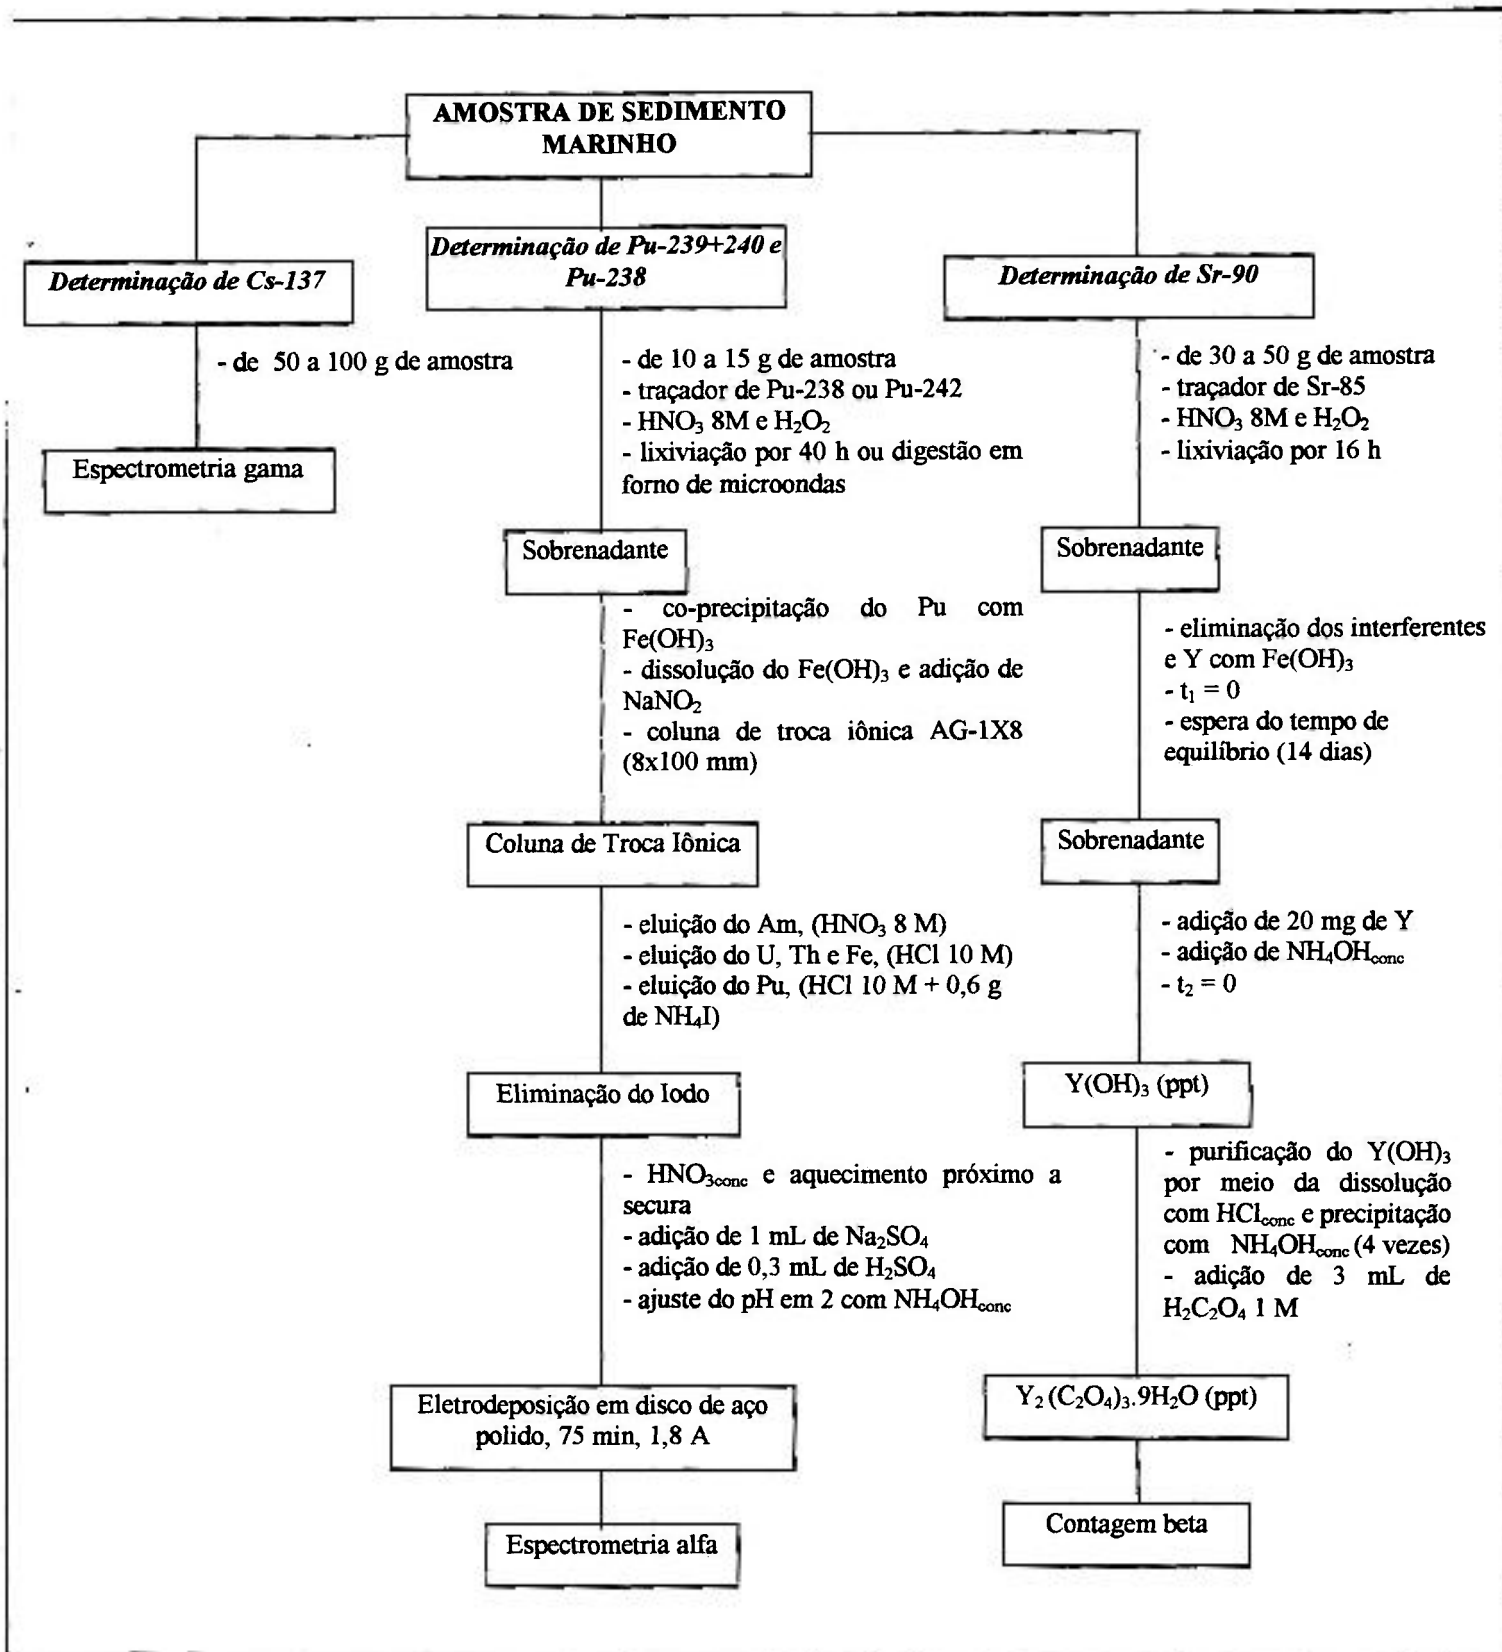 AMOSTRA DE SEDIMENTO
MARINHO
Determinação de Cs-137
- de 50 a 100 g de amostra
Espectrometria gama
Determinação de Pu-239+240 e
Pu-238
- de 10 a 15 g de amostra
- traçador de Pu-238 ou Pu-242
- HNO₃ 8M e H₂O₂
- lixiviação por 40 h ou digestão em
forno de microondas
Sobrenadante
- co-precipitação do Pu com
Fe(OH)₃
- dissolução do Fe(OH)₃ e adição de
NaNO₂
- coluna de troca iônica AG-1X8
(8x100 mm)
Coluna de Troca Iônica
- eluição do Am, (HNO₃ 8 M)
- eluição do U, Th e Fe, (HCl 10 M)
- eluição do Pu, (HCl 10 M + 0,6 g
de NH₄I)
Eliminação do Iodo
- HNO₃conc e aquecimento próximo a
secura
- adição de 1 mL de Na₂SO₄
- adição de 0,3 mL de H₂SO₄
- ajuste do pH em 2 com NH₄OHconc
Eletrodeposição em disco de aço
polido, 75 min, 1,8 A
Espectrometria alfa
Determinação de Sr-90
- de 30 a 50 g de amostra
- traçador de Sr-85
- HNO₃ 8M e H₂O₂
- lixiviação por 16 h
Sobrenadante
- eliminação dos interferentes
e Y com Fe(OH)₃
- t₁ = 0
- espera do tempo de
equilíbrio (14 dias)
Sobrenadante
- adição de 20 mg de Y
- adição de NH₄OHconc
- t₂ = 0
Y(OH)₃ (ppt)
- purificação do Y(OH)₃
por meio da dissolução
com HClconc e precipitação
com NH₄OHconc (4 vezes)
- adição de 3 mL de
H₂C₂O₄ 1 M
Y₂ (C₂O₄)₃.9H₂O (ppt)
Contagem beta